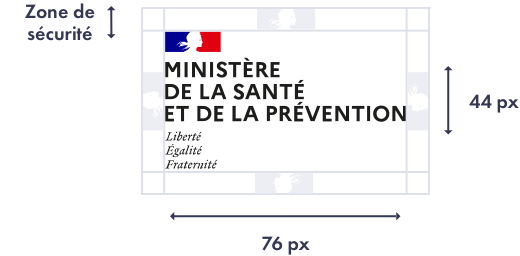 Zone de
sécurité
MINISTÈRE
DE LA SANTÉ
ET DE LA PRÉVENTION
Liberté
Égalité
Fraternité
44 px
76 px